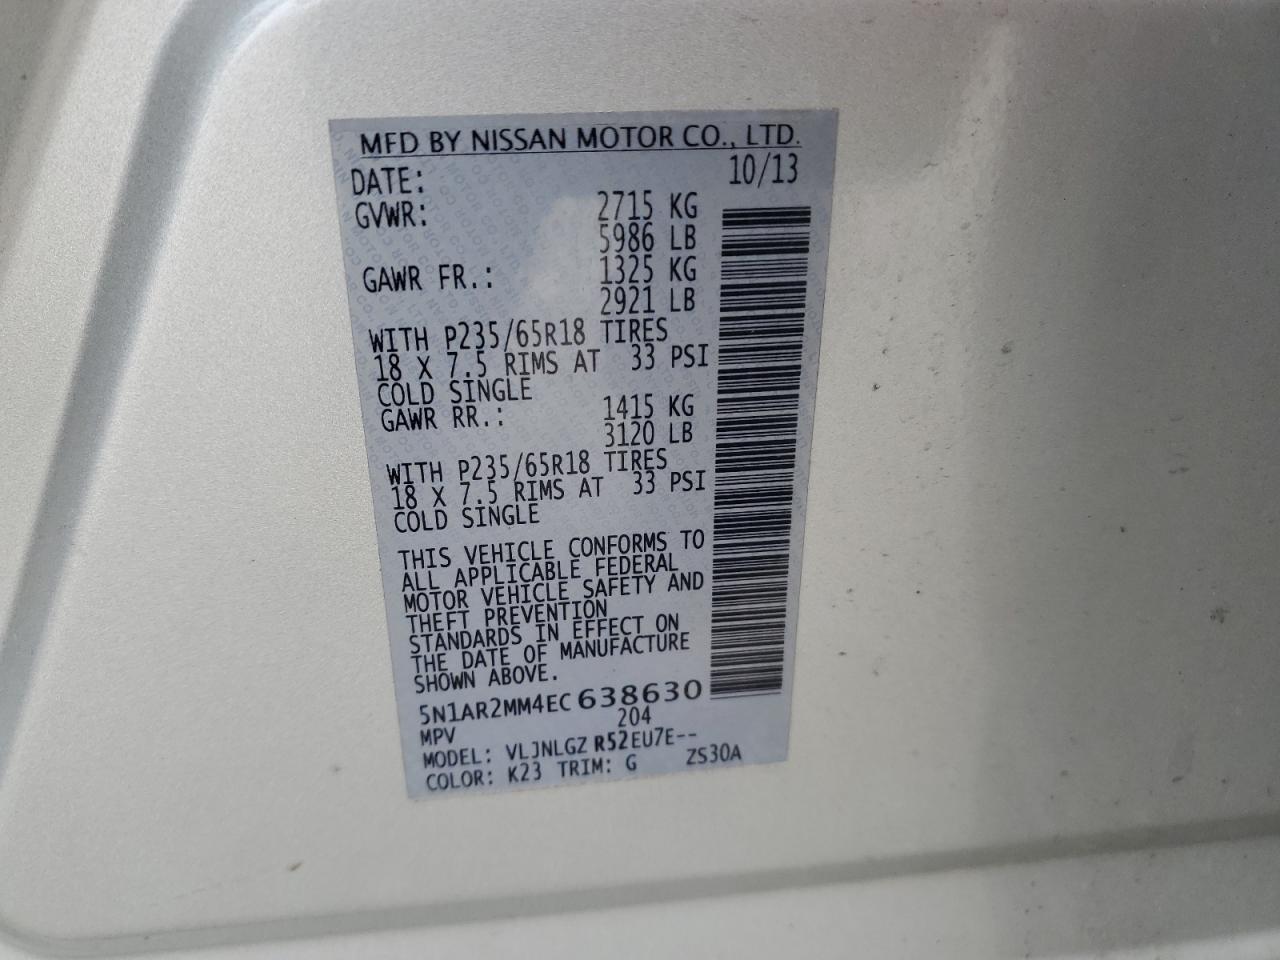 MFD BY NISSAN MOTOR CO., LTD.
DATE: 10/13
GVWR: 2715 KG
5986 LB
GAWR FR.: 1325 KG
2921 LB
WITH P235/65R18 TIRES
18 X 7.5 RIMS AT 33 PSI
COLD SINGLE
GAWR RR.: 1415 KG
3120 LB
WITH P235/65R18 TIRES
18 X 7.5 RIMS AT 33 PSI
COLD SINGLE
THIS VEHICLE CONFORMS TO
ALL APPLICABLE FEDERAL
MOTOR VEHICLE SAFETY AND
THEFT PREVENTION
STANDARDS IN EFFECT ON
THE DATE OF MANUFACTURE
SHOWN ABOVE.
5N1AR2MM4EC638630
MPV 204
MODEL: VLJNLGZ R52EU7E--
COLOR: K23 TRIM: G ZS30A